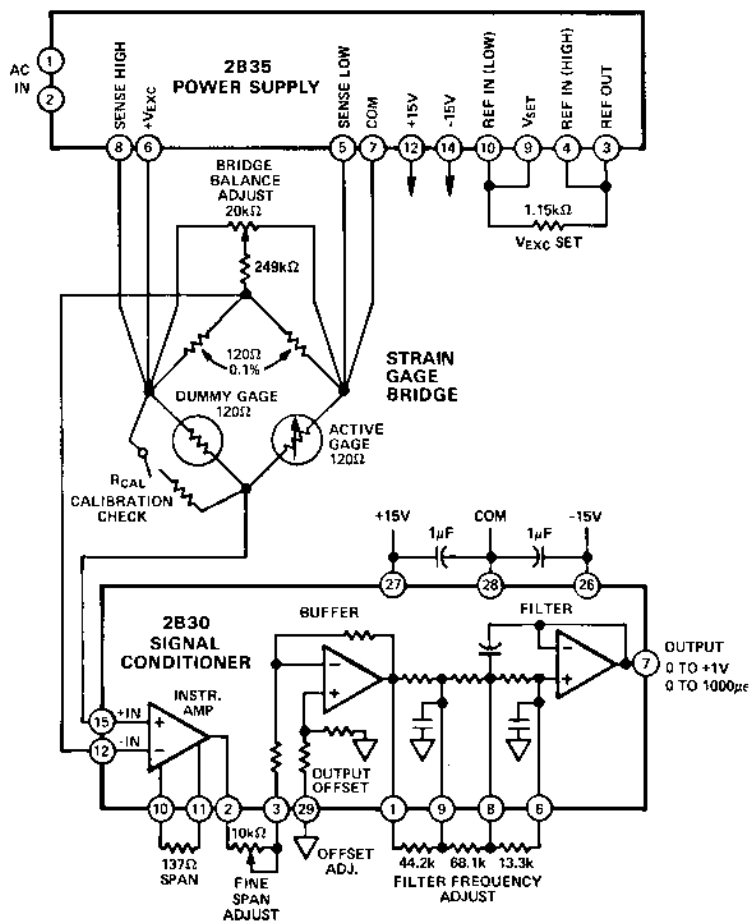 2B35
POWER SUPPLY
AC
IN
1
2
SENSE HIGH
+VEXC
SENSE LOW
COM
+15V
-15V
REF IN (LOW)
VSET
REF IN (HIGH)
REF OUT
8
6
5
7
12
14
10
9
4
3
BRIDGE
BALANCE
ADJUST
20kΩ
1.15kΩ
VEXC SET
249kΩ
120Ω
0.1%
STRAIN
GAGE
BRIDGE
DUMMY GAGE
120Ω
ACTIVE
GAGE
120Ω
RCAL
CALIBRATION
CHECK
+15V
COM
-15V
1µF
1µF
27
28
26
2B30
SIGNAL
CONDITIONER
BUFFER
FILTER
-
+
-
+
7
OUTPUT
0 TO +1V
0 TO 1000µε
INSTR.
AMP
15
+IN
+
12
-IN
-
OUTPUT
OFFSET
10
11
2
3
29
1
9
8
6
137Ω
SPAN
10kΩ
FINE
SPAN
ADJUST
OFFSET
ADJ.
44.2k
68.1k
13.3k
FILTER FREQUENCY
ADJUST